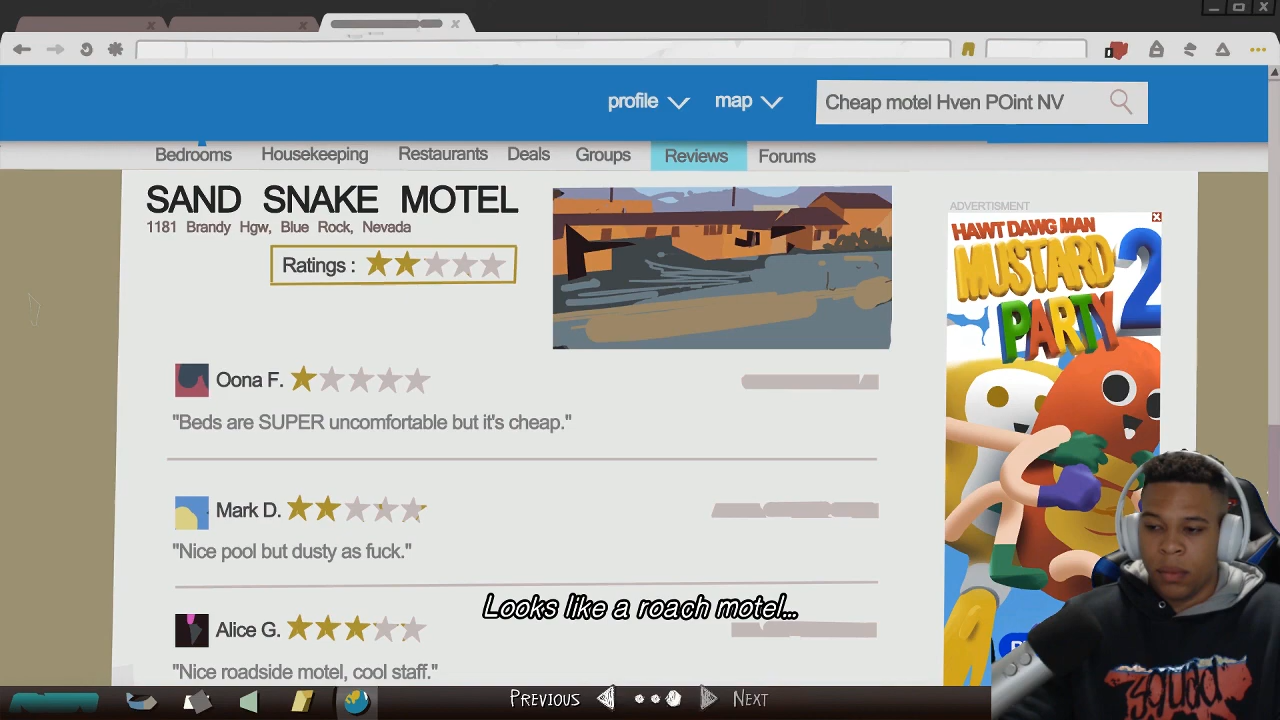 profile map Cheap motel Hven POint NV
Bedrooms Housekeeping Restaurants Deals Groups Reviews Forums
SAND SNAKE MOTEL
1181 Brandy Hgw, Blue Rock, Nevada
Ratings :
ADVERTISMENT
HAWT DAWG MAN
MUSTARD
PARTY 2
Oona F.
"Beds are SUPER uncomfortable but it's cheap."
Mark D.
"Nice pool but dusty as fuck."
Looks like a roach motel...
Alice G.
"Nice roadside motel, cool staff."
PREVIOUS NEXT